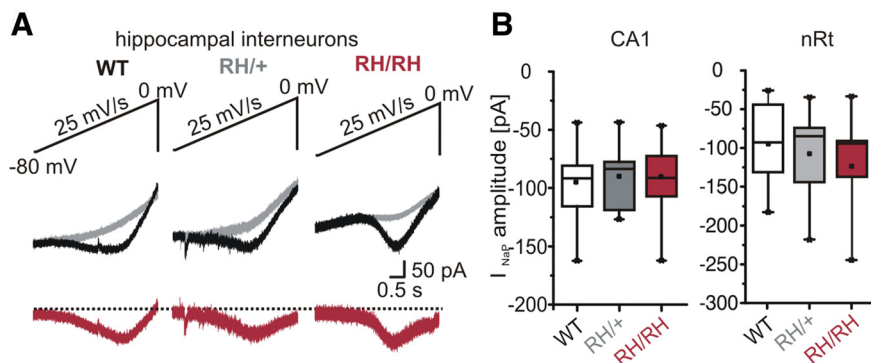 A
hippocampal interneurons
WT
RH/+
RH/RH
0 mV
0 mV
0 mV
25 mV/s
25 mV/s
25 mV/s
-80 mV
50 pA
0.5 s
B
CA1
nRt
I NaP amplitude [pA]
0
-50
-100
-150
-200
WT
RH/+
RH/RH
0
-50
-100
-150
-200
-250
-300
WT
RH/+
RH/RH